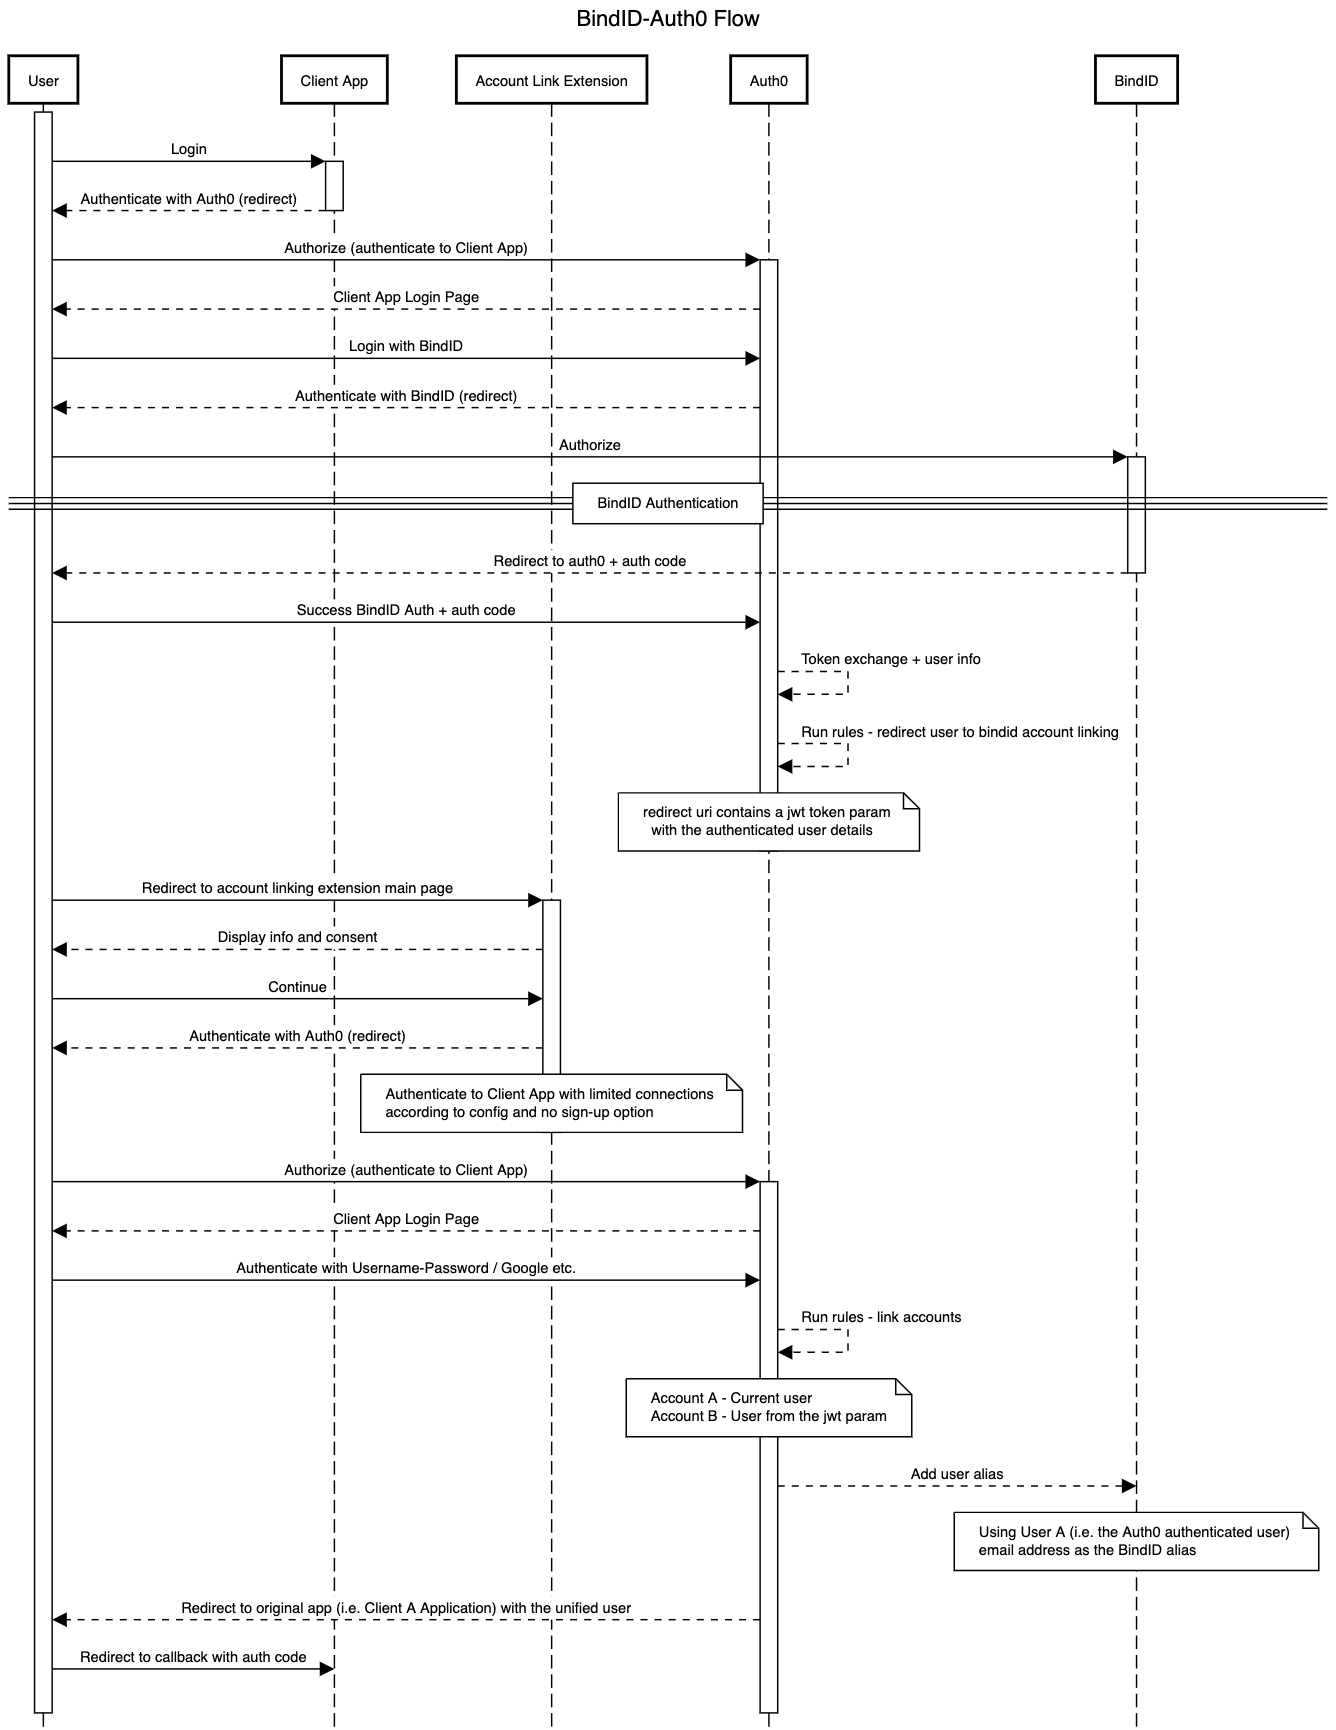 BindID-Auth0 Flow
User
Client App
Account Link Extension
Auth0
BindID
Login
Authenticate with Auth0 (redirect)
Authorize (authenticate to Client App)
Client App Login Page
Login with BindID
Authenticate with BindID (redirect)
Authorize
BindID Authentication
Redirect to auth0 + auth code
Success BindID Auth + auth code
Token exchange + user info
Run rules - redirect user to bindid account linking
redirect uri contains a jwt token param
with the authenticated user details
Redirect to account linking extension main page
Display info and consent
Continue
Authenticate with Auth0 (redirect)
Authenticate to Client App with limited connections
according to config and no sign-up option
Authorize (authenticate to Client App)
Client App Login Page
Authenticate with Username-Password / Google etc.
Run rules - link accounts
Account A - Current user
Account B - User from the jwt param
Add user alias
Using User A (i.e. the Auth0 authenticated user)
email address as the BindID alias
Redirect to original app (i.e. Client A Application) with the unified user
Redirect to callback with auth code